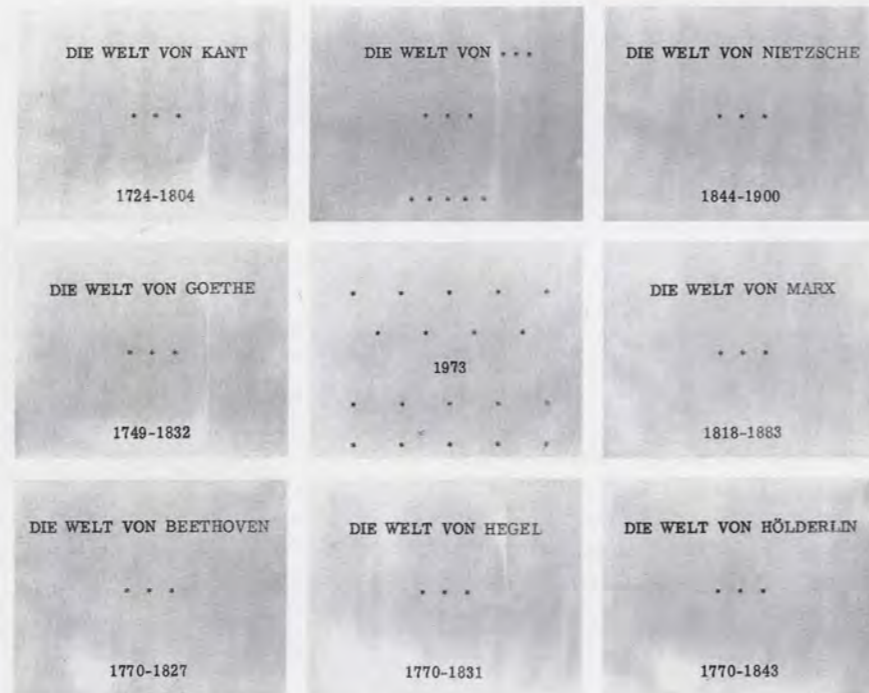 DIE WELT VON KANT
* * *
1724-1804
DIE WELT VON * * *
* * *
* * * * *
DIE WELT VON NIETZSCHE
* * *
1844-1900
DIE WELT VON GOETHE
* * *
1749-1832
* * * * *
* * * *
1973
* * * * *
* * * * *
DIE WELT VON MARX
* * *
1818-1883
DIE WELT VON BEETHOVEN
* * *
1770-1827
DIE WELT VON HEGEL
* * *
1770-1831
DIE WELT VON HÖLDERLIN
* * *
1770-1843